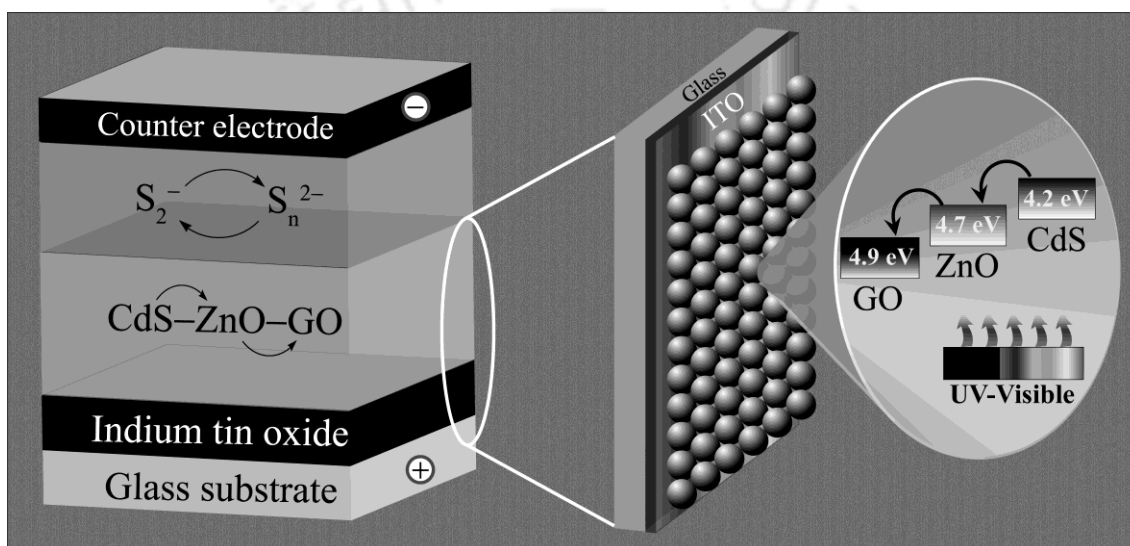 Counter electrode
−
S₂⁻ Sₙ²⁻
CdS–ZnO–GO
Indium tin oxide
Glass substrate
+
Glass
ITO
4.2 eV
CdS
4.7 eV
ZnO
4.9 eV
GO
UV-Visible